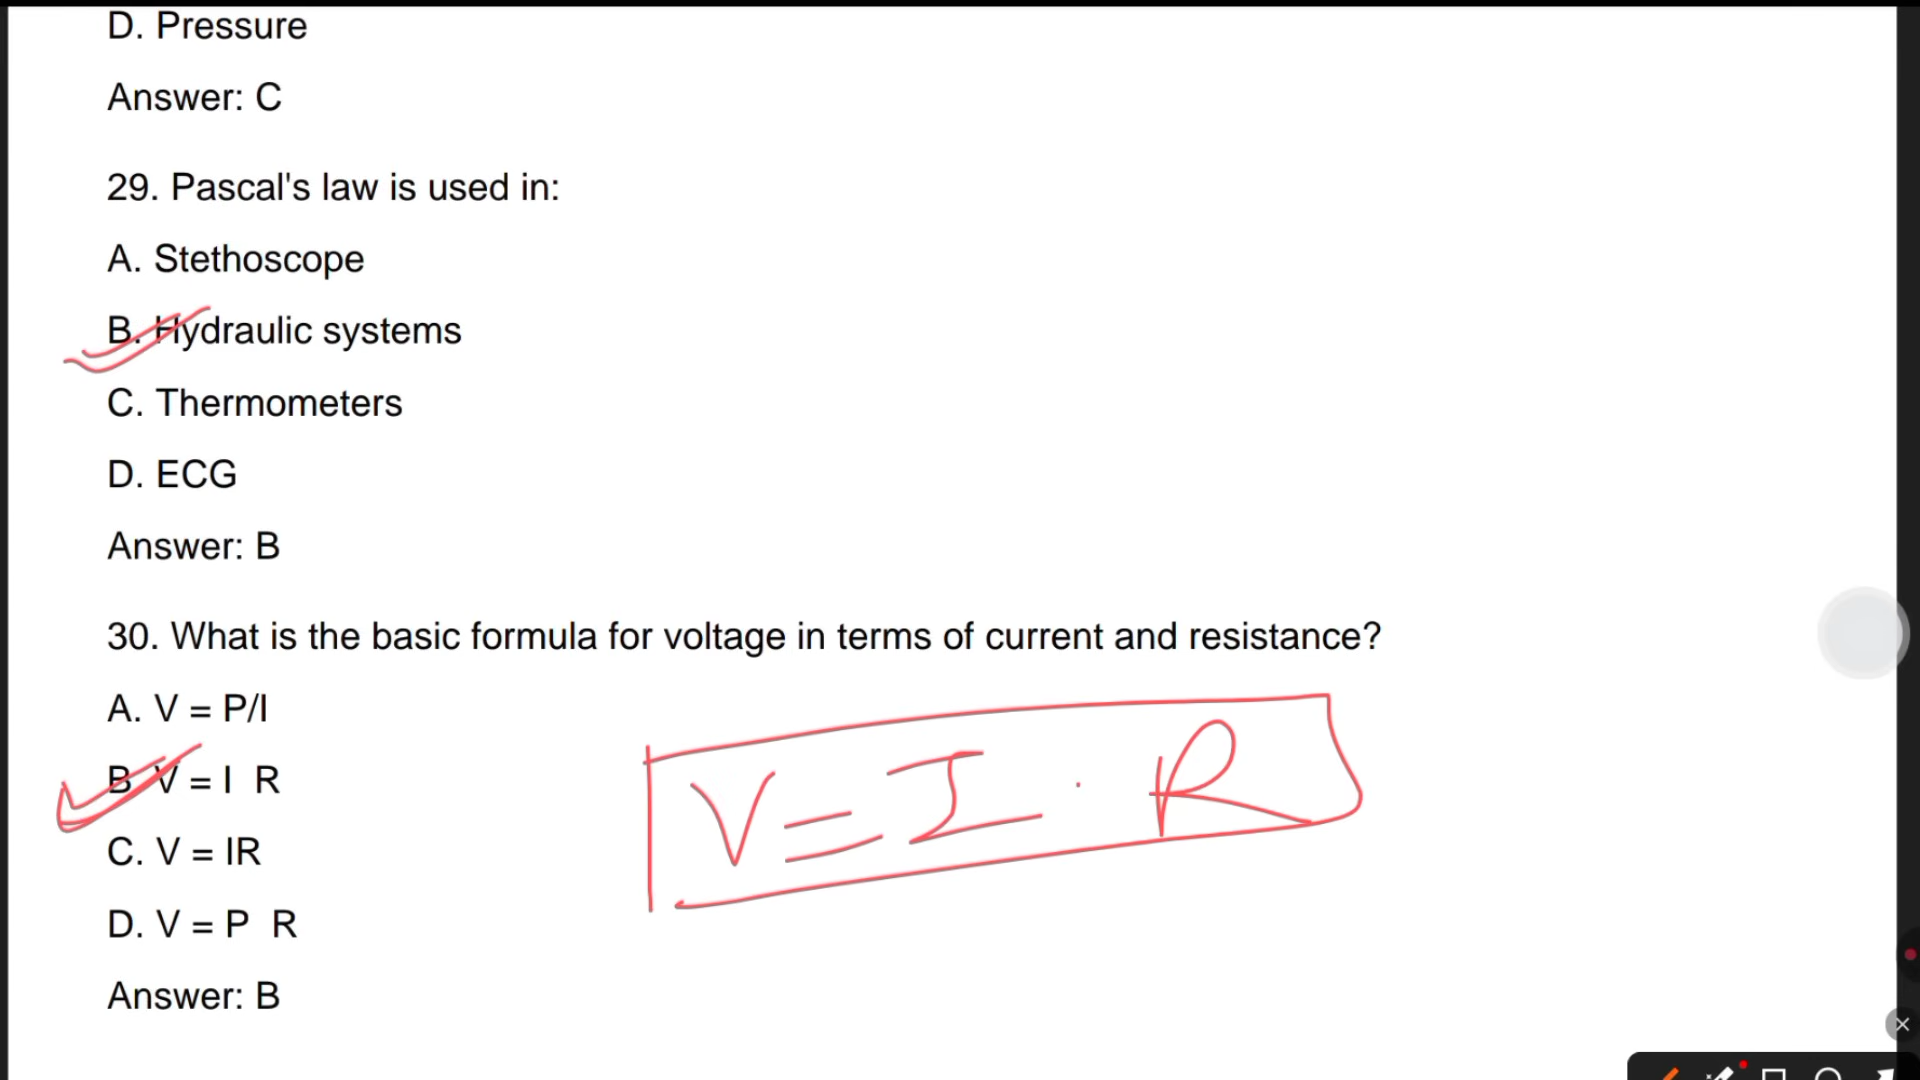 D. Pressure
Answer: C
29. Pascal's law is used in:
A. Stethoscope
B. Hydraulic systems
C. Thermometers
D. ECG
Answer: B
30. What is the basic formula for voltage in terms of current and resistance?
A. V = P/I
B. V = I  R
V = I . R
C. V = IR
D. V = P  R
Answer: B